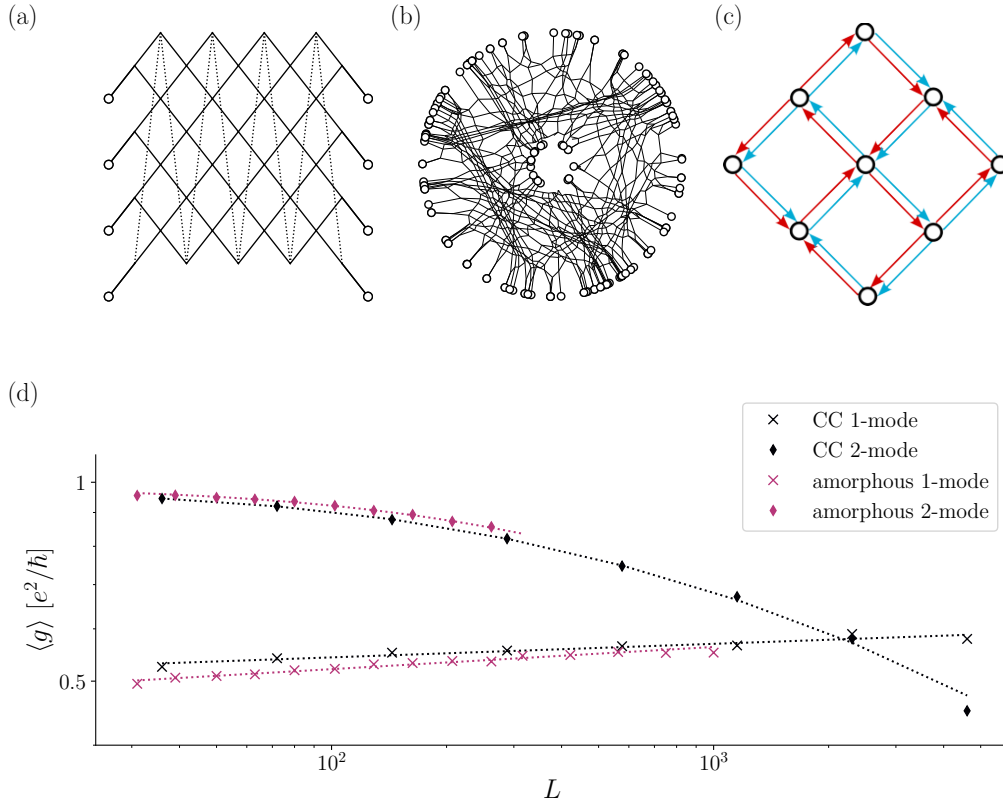 (a)
(b)
(c)
(d)
CC 1-mode
CC 2-mode
amorphous 1-mode
amorphous 2-mode
1
0.5
⟨g⟩ [e²/ℏ]
10²
10³
L